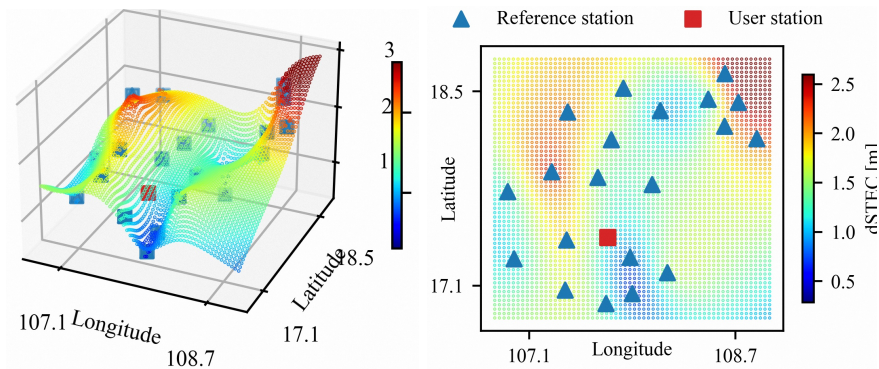 Reference station
User station
3
2
1
107.1
Longitude
108.7
Latitude
17.1
18.5
18.5
17.1
Latitude
107.1
Longitude
108.7
2.5
2.0
1.5
1.0
0.5
dSTEC [m]